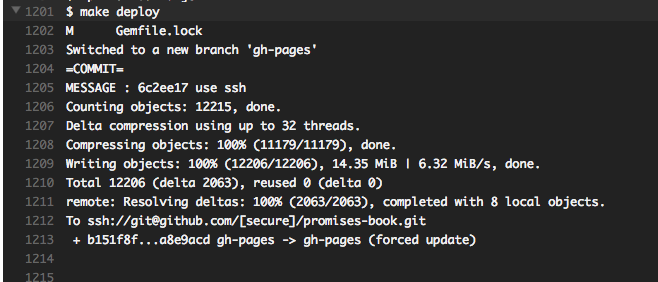 1201 $ make deploy
1202 M      Gemfile.lock
1203 Switched to a new branch 'gh-pages'
1204 =COMMIT=
1205 MESSAGE : 6c2ee17 use ssh
1206 Counting objects: 12215, done.
1207 Delta compression using up to 32 threads.
1208 Compressing objects: 100% (11179/11179), done.
1209 Writing objects: 100% (12206/12206), 14.35 MiB | 6.32 MiB/s, done.
1210 Total 12206 (delta 2063), reused 0 (delta 0)
1211 remote: Resolving deltas: 100% (2063/2063), completed with 8 local objects.
1212 To ssh://git@github.com/[secure]/promises-book.git
1213  + b151f8f...a8e9acd gh-pages -> gh-pages (forced update)
1214
1215